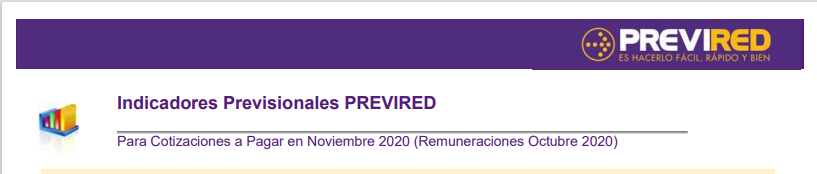 PREVIRED
ES HACERLO FÁCIL, RÁPIDO Y BIEN
Indicadores Previsionales PREVIRED
Para Cotizaciones a Pagar en Noviembre 2020 (Remuneraciones Octubre 2020)